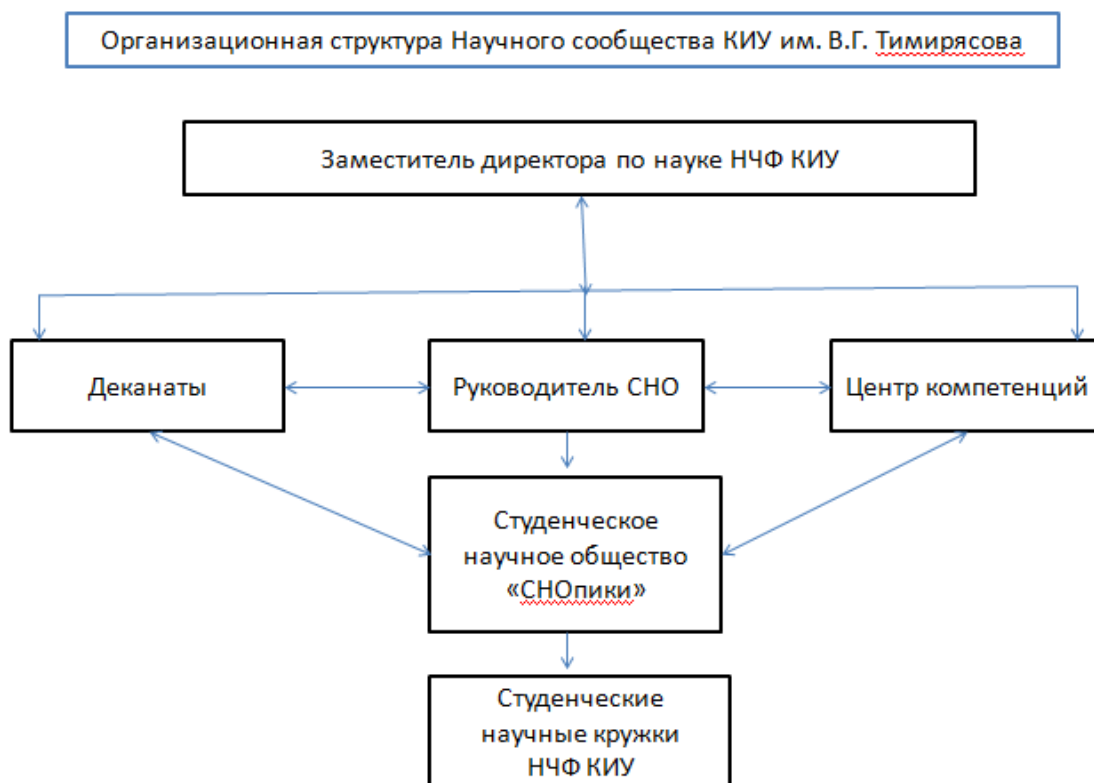 Организационная структура Научного сообщества КИУ им. В.Г. Тимирясова
Заместитель директора по науке НЧФ КИУ
Деканаты
Руководитель СНО
Центр компетенций
Студенческое
научное общество
«СНОпики»
Студенческие
научные кружки
НЧФ КИУ